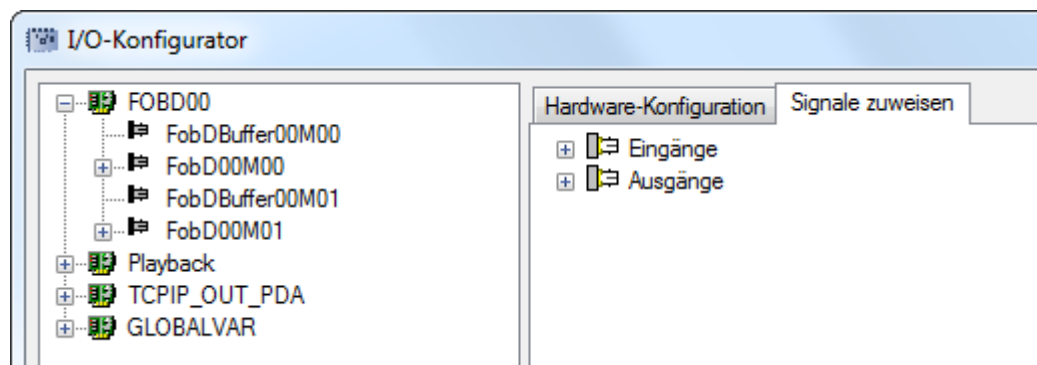 I/O-Konfigurator
FOBD00
FobDBuffer00M00
FobD00M00
FobDBuffer00M01
FobD00M01
Playback
TCPIP_OUT_PDA
GLOBALVAR
Hardware-Konfiguration Signale zuweisen
Eingänge
Ausgänge